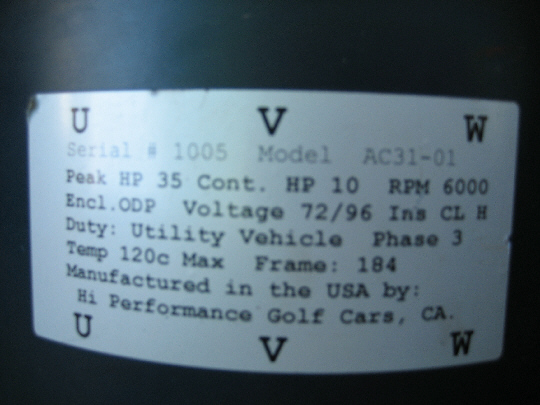 U V W
Serial # 1005 Model AC31-01
Peak HP 35 Cont. HP 10 RPM 6000
Encl.ODP Voltage 72/96 Ins CL H
Duty: Utility Vehicle Phase 3
Temp 120c Max Frame: 184
Manufactured in the USA by:
Hi Performance Golf Cars, CA.
U V W